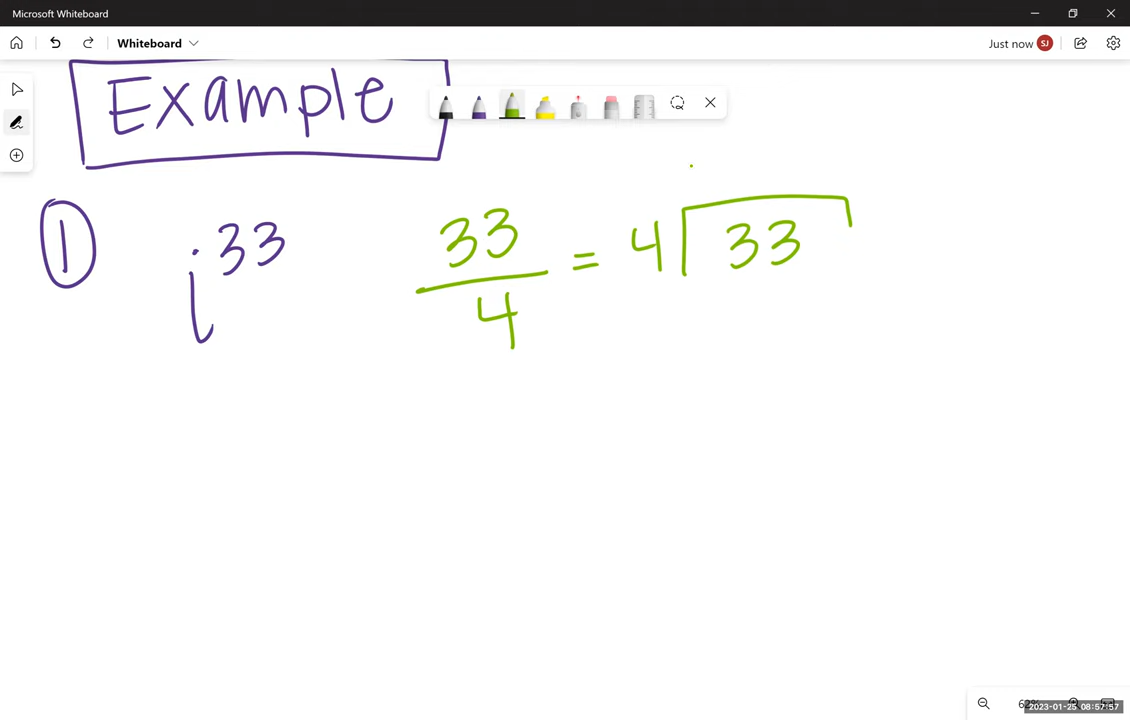 Microsoft Whiteboard
Whiteboard
Just now SJ
Example
① i³³ 33/4 = 4⟌33
2023-01-25 08:57:57